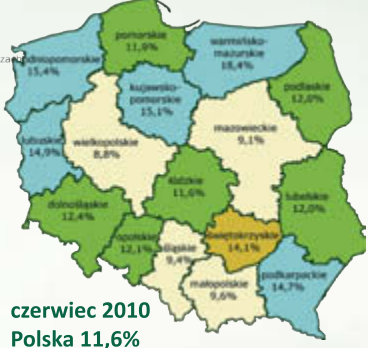 pomorskie
11,9%
warmińsko-
mazurskie
18,4%
zachodniopomorskie
15,4%
podlaskie
12,0%
kujawsko-
pomorskie
15,1%
mazowieckie
9,1%
lubuskie
14,9%
wielkopolskie
8,8%
łódzkie
11,6%
lubelskie
12,0%
dolnośląskie
12,4%
opolskie
12,1%
śląskie
9,4%
świętokrzyskie
14,1%
małopolskie
9,6%
podkarpackie
14,7%
czerwiec 2010
Polska 11,6%